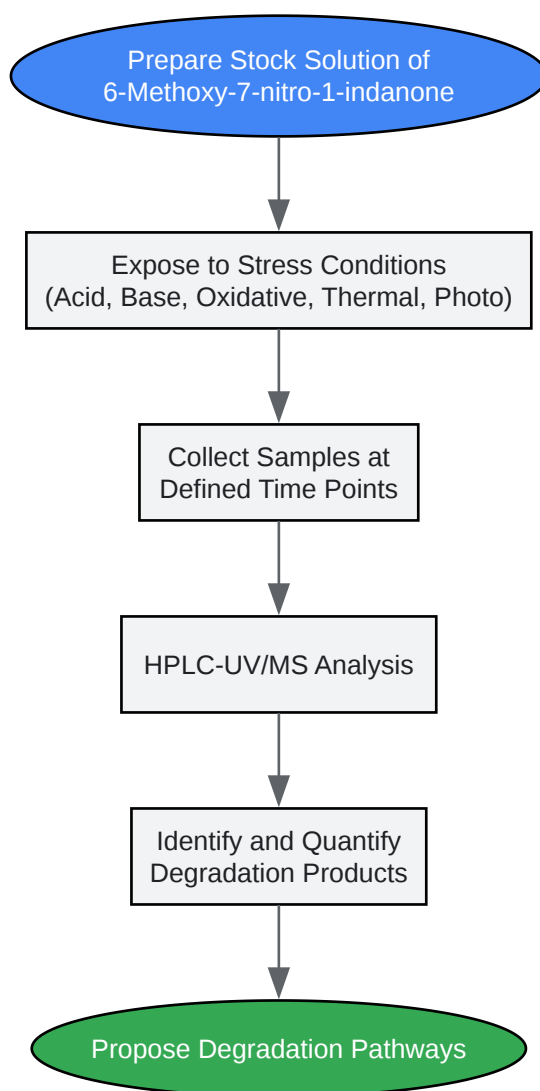 Prepare Stock Solution of
6-Methoxy-7-nitro-1-indanone
Expose to Stress Conditions
(Acid, Base, Oxidative, Thermal, Photo)
Collect Samples at
Defined Time Points
HPLC-UV/MS Analysis
Identify and Quantify
Degradation Products
Propose Degradation Pathways